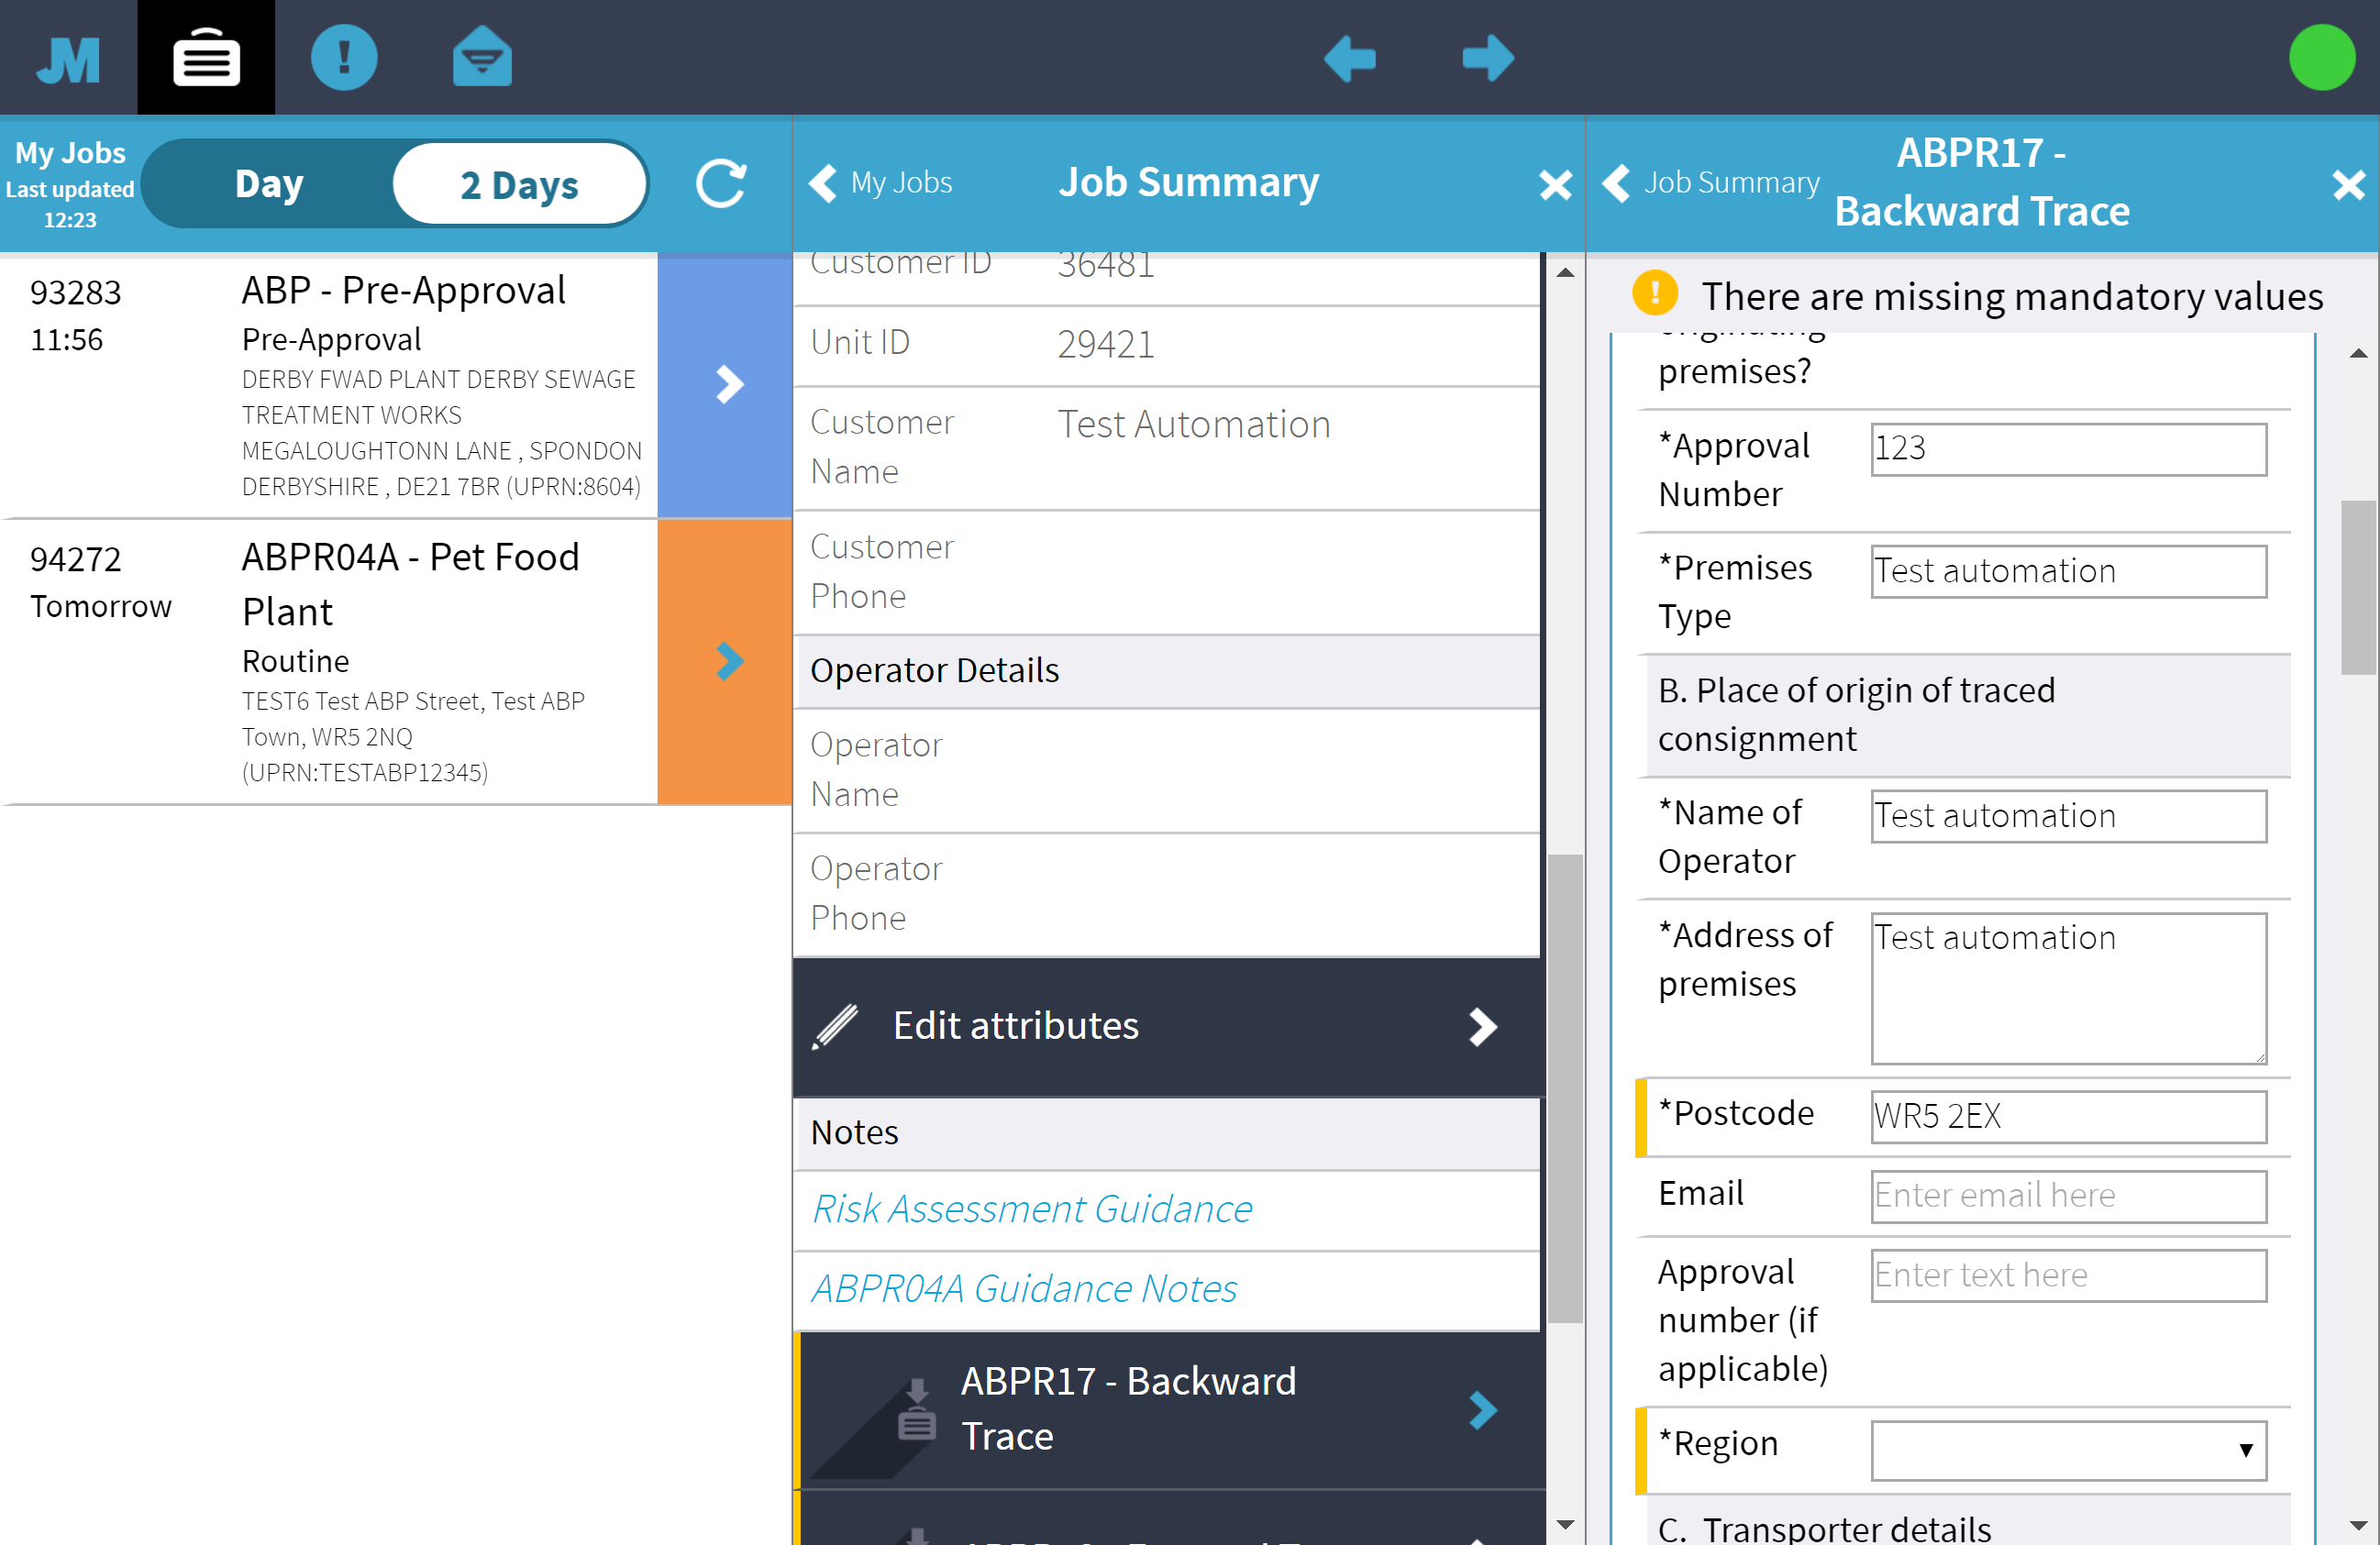 JM
My Jobs
Last updated
12:23
Day
2 Days
My Jobs
Job Summary
Job Summary
ABPR17 -
Backward Trace
93283
11:56
ABP - Pre-Approval
Pre-Approval
DERBY FWAD PLANT DERBY SEWAGE
TREATMENT WORKS
MEGALOUGHTONN LANE , SPONDON
DERBYSHIRE , DE21 7BR (UPRN:8604)
94272
Tomorrow
ABPR04A - Pet Food
Plant
Routine
TEST6 Test ABP Street, Test ABP
Town, WR5 2NQ
(UPRN:TESTABP12345)
Customer ID
36481
Unit ID
29421
Customer
Name
Test Automation
Customer
Phone
Operator Details
Operator
Name
Operator
Phone
Edit attributes
Notes
Risk Assessment Guidance
ABPR04A Guidance Notes
ABPR17 - Backward
Trace
There are missing mandatory values
originating
premises?
*Approval
Number
123
*Premises
Type
Test automation
B. Place of origin of traced
consignment
*Name of
Operator
Test automation
*Address of
premises
Test automation
*Postcode
WR5 2EX
Email
Enter email here
Approval
number (if
applicable)
Enter text here
*Region
C. Transporter details